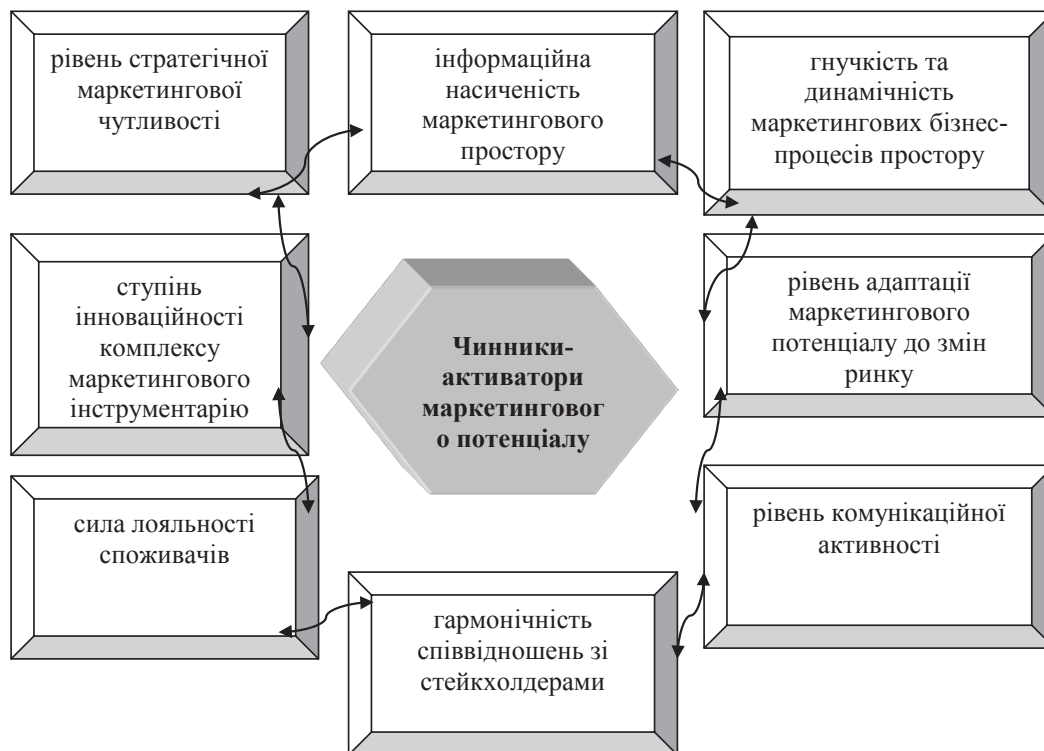 рівень стратегічної
маркетингової
чутливості
інформаційна
насиченість
маркетингового
простору
гнучкість та
динамічність
маркетингових бізнес-
процесів простору
ступінь
інноваційності
комплексу
маркетингового
інструментарію
Чинники-
активатори
маркетинговог
о потенціалу
рівень адаптації
маркетингового
потенціалу до змін
ринку
сила лояльності
споживачів
гармонічність
співвідношень зі
стейкхолдерами
рівень комунікаційної
активності